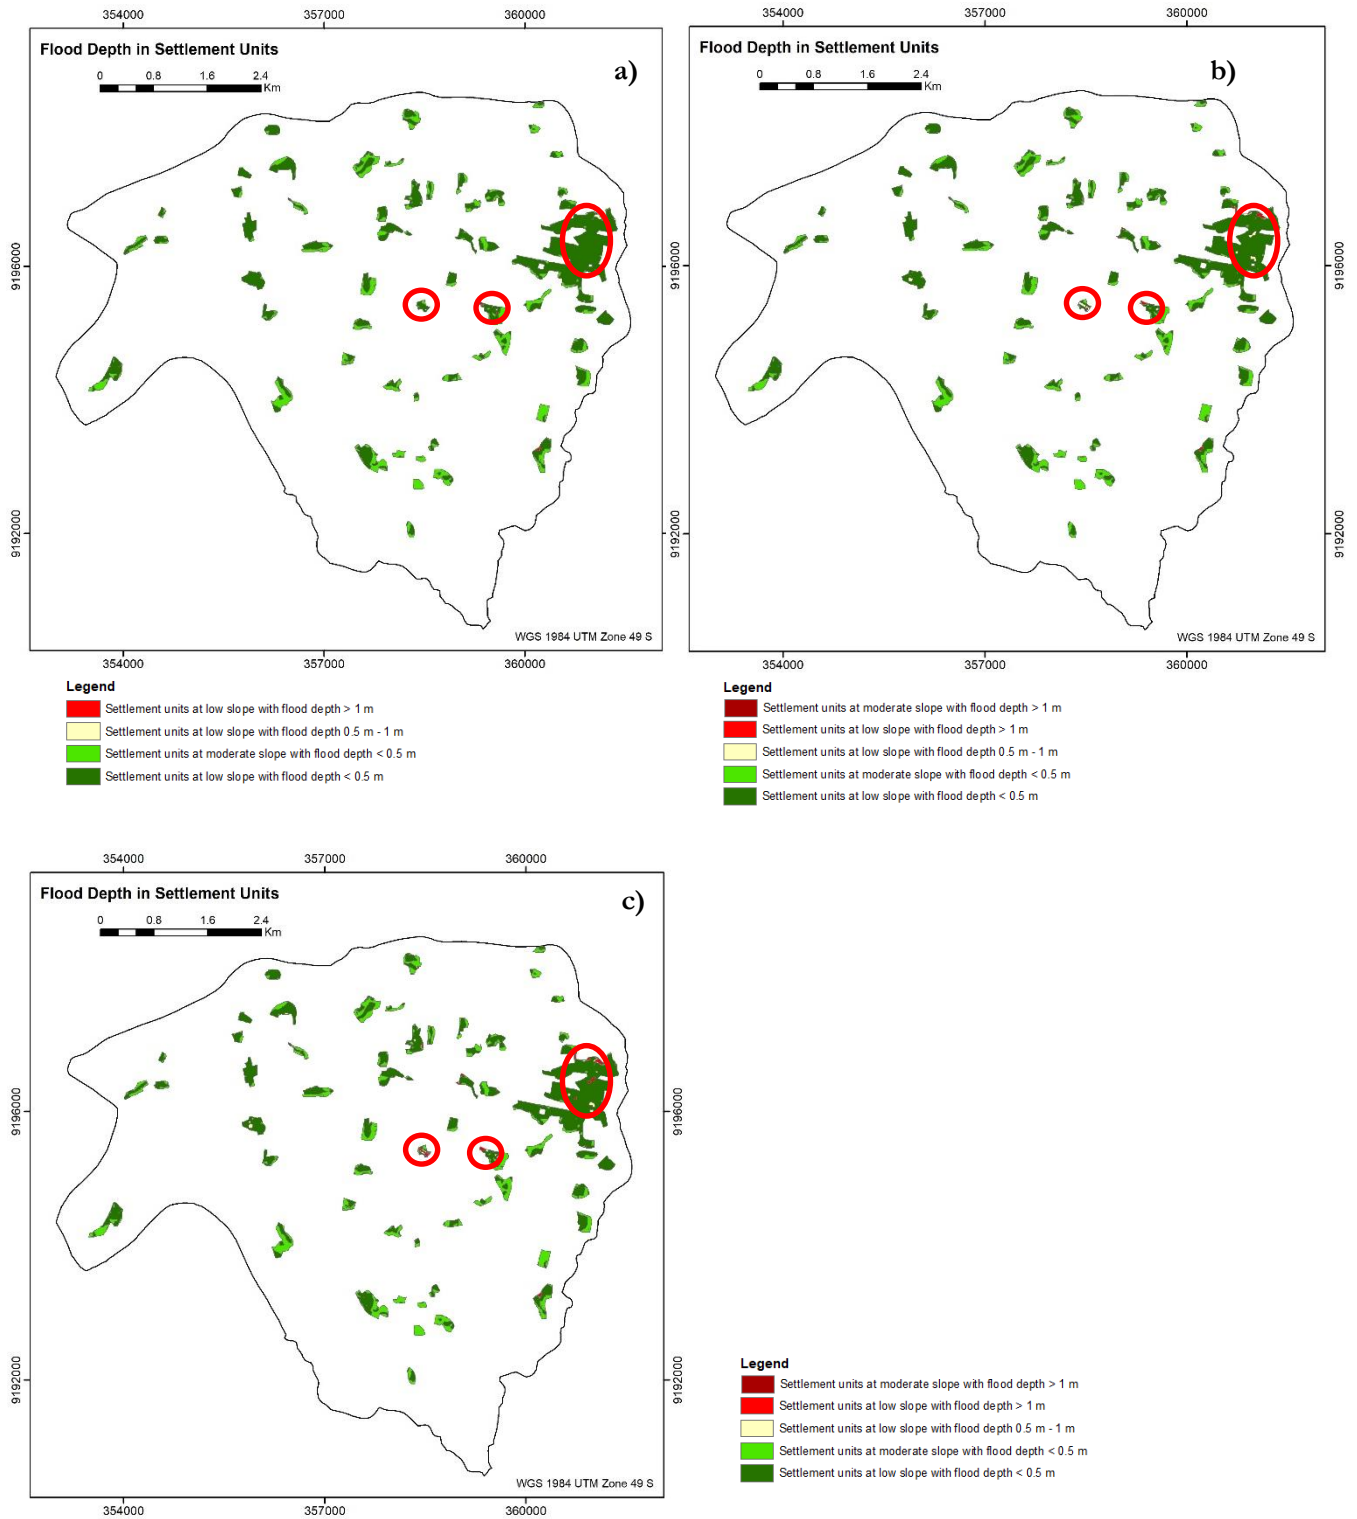 354000 357000 360000
Flood Depth in Settlement Units
a)
0 0.8 1.6 2.4
Km
9196000 9196000
9192000 9192000
WGS 1984 UTM Zone 49 S
354000 357000 360000
Legend
Settlement units at low slope with flood depth > 1 m
Settlement units at low slope with flood depth 0.5 m - 1 m
Settlement units at moderate slope with flood depth < 0.5 m
Settlement units at low slope with flood depth < 0.5 m
354000 357000 360000
Flood Depth in Settlement Units
b)
0 0.8 1.6 2.4
Km
9196000
9192000
WGS 1984 UTM Zone 49 S
354000 357000 360000
Legend
Settlement units at moderate slope with flood depth > 1 m
Settlement units at low slope with flood depth > 1 m
Settlement units at low slope with flood depth 0.5 m - 1 m
Settlement units at moderate slope with flood depth < 0.5 m
Settlement units at low slope with flood depth < 0.5 m
354000 357000 360000
Flood Depth in Settlement Units
c)
0 0.8 1.6 2.4
Km
9196000 9196000
9192000 9192000
WGS 1984 UTM Zone 49 S
354000 357000 360000
Legend
Settlement units at moderate slope with flood depth > 1 m
Settlement units at low slope with flood depth > 1 m
Settlement units at low slope with flood depth 0.5 m - 1 m
Settlement units at moderate slope with flood depth < 0.5 m
Settlement units at low slope with flood depth < 0.5 m